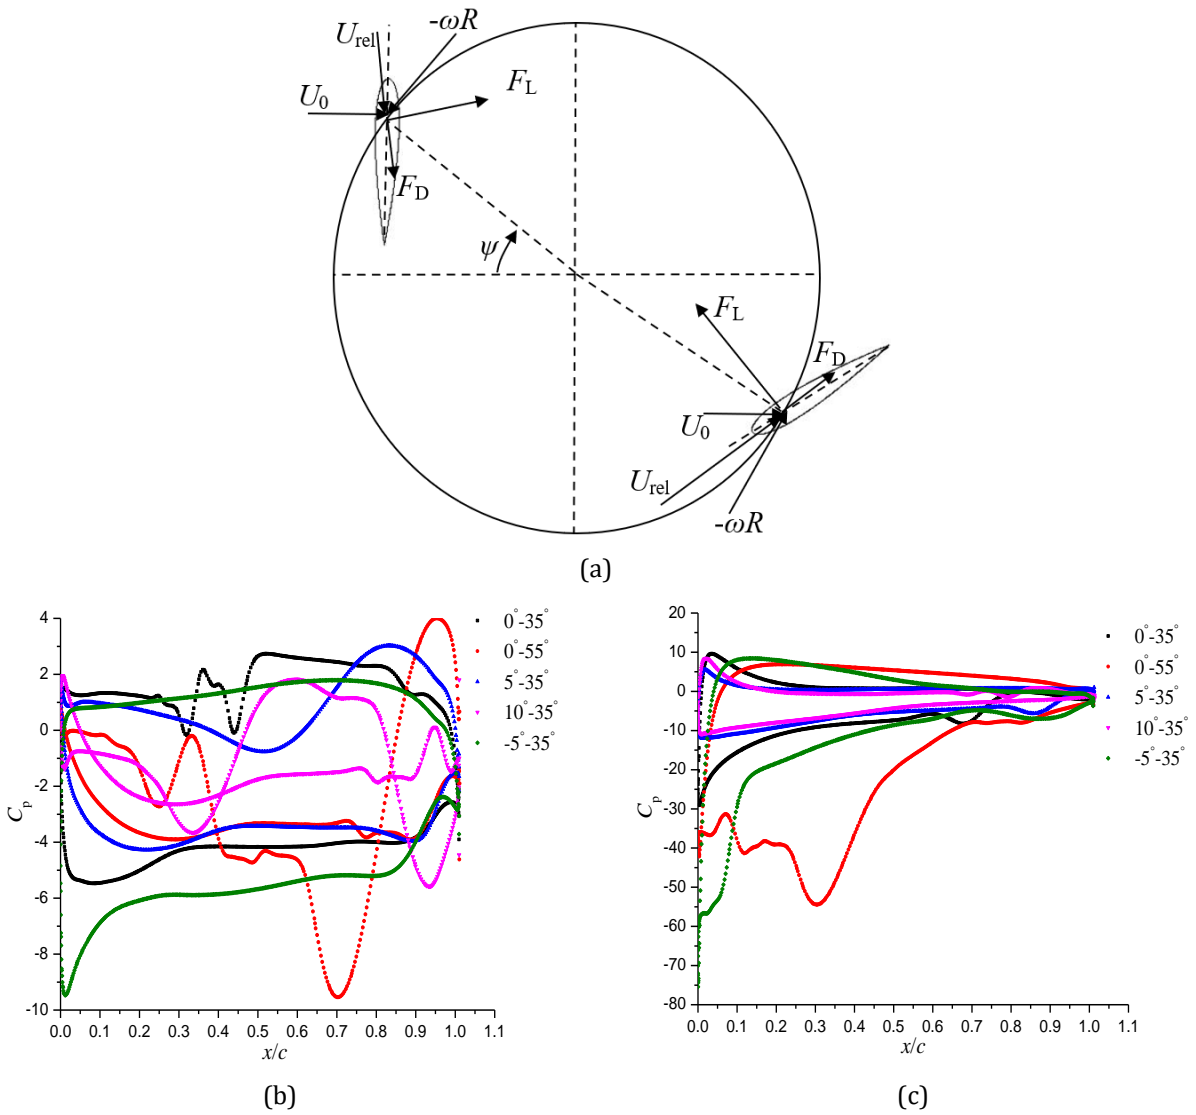 -ωR
U_rel
F_L
U_0
F_D
ψ
F_L
F_D
U_0
U_rel
-ωR
(a)
4
2
0
-2
-4
-6
-8
-10
C_p
0.0 0.1 0.2 0.3 0.4 0.5 0.6 0.7 0.8 0.9 1.0 1.1
x/c
0°-35°
0°-55°
5°-35°
10°-35°
-5°-35°
(b)
20
10
0
-10
-20
-30
-40
-50
-60
-70
-80
C_p
0.0 0.1 0.2 0.3 0.4 0.5 0.6 0.7 0.8 0.9 1.0 1.1
x/c
0°-35°
0°-55°
5°-35°
10°-35°
-5°-35°
(c)